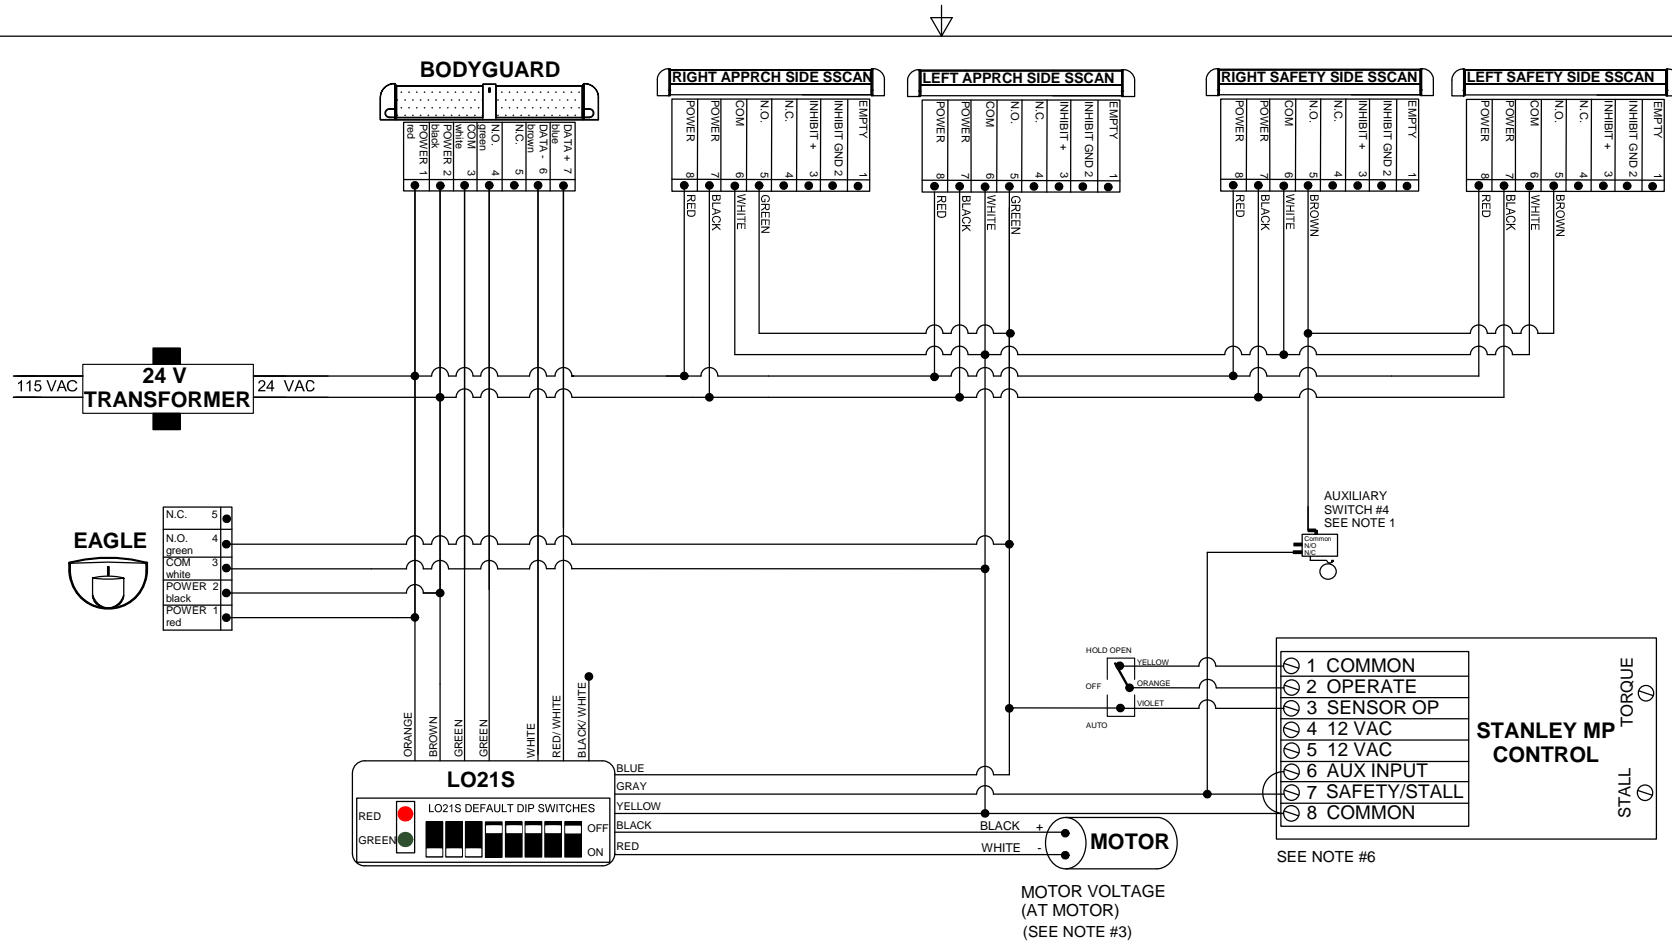 BODYGUARD
RIGHT APPRCH SIDE SSCAN
LEFT APPRCH SIDE SSCAN
RIGHT SAFETY SIDE SSCAN
LEFT SAFETY SIDE SSCAN
POWER 1
red
POWER 2
black
COM 3
white
N.O. 4
green
N.C. 5
DATA - 6
brown
DATA + 7
blue
POWER 8
POWER 7
COM 6
N.O. 5
N.C. 4
INHIBIT + 3
INHIBIT GND 2
EMPTY 1
RED
BLACK
WHITE
GREEN
POWER 8
POWER 7
COM 6
N.O. 5
N.C. 4
INHIBIT + 3
INHIBIT GND 2
EMPTY 1
RED
BLACK
WHITE
GREEN
POWER 8
POWER 7
COM 6
N.O. 5
N.C. 4
INHIBIT + 3
INHIBIT GND 2
EMPTY 1
RED
BLACK
WHITE
BROWN
POWER 8
POWER 7
COM 6
N.O. 5
N.C. 4
INHIBIT + 3
INHIBIT GND 2
EMPTY 1
RED
BLACK
WHITE
BROWN
115 VAC
24 V
TRANSFORMER
24 VAC
EAGLE
N.C. 5
N.O. 4
green
COM 3
white
POWER 2
black
POWER 1
red
AUXILIARY
SWITCH #4
SEE NOTE 1
Common
N/O
N/C
HOLD OPEN
OFF
AUTO
YELLOW
ORANGE
VIOLET
1 COMMON
2 OPERATE
3 SENSOR OP
4 12 VAC
5 12 VAC
6 AUX INPUT
7 SAFETY/STALL
8 COMMON
STANLEY MP
CONTROL
TORQUE
STALL
SEE NOTE #6
ORANGE
BROWN
GREEN
GREEN
WHITE
RED/ WHITE
BLACK/ WHITE
LO21S
LO21S DEFAULT DIP SWITCHES
RED
GREEN
OFF
ON
BLUE
GRAY
YELLOW
BLACK
RED
BLACK +
WHITE -
MOTOR
MOTOR VOLTAGE
(AT MOTOR)
(SEE NOTE #3)